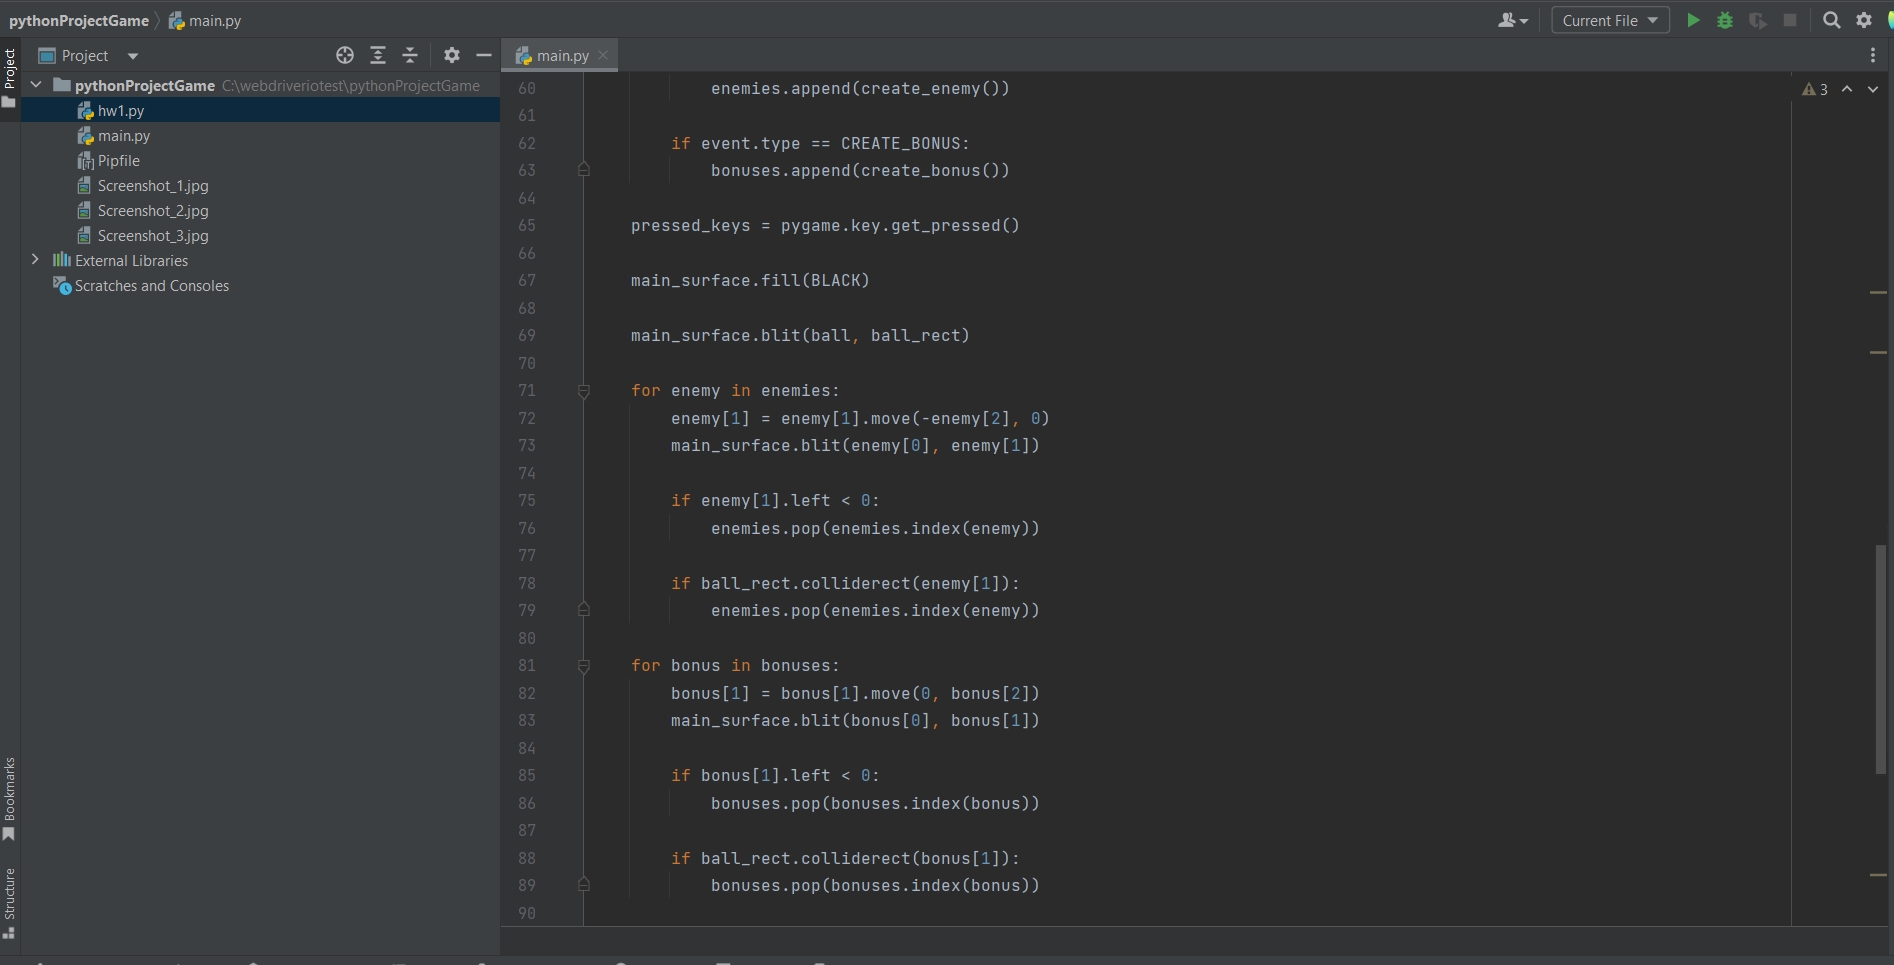 pythonProjectGame main.py
Current File
Project
main.py
Project
pythonProjectGame C:\webdriveriotest\pythonProjectGame
hw1.py
main.py
Pipfile
Screenshot_1.jpg
Screenshot_2.jpg
Screenshot_3.jpg
External Libraries
Scratches and Consoles
Bookmarks
Structure
3
60 enemies.append(create_enemy())
61
62 if event.type == CREATE_BONUS:
63 bonuses.append(create_bonus())
64
65 pressed_keys = pygame.key.get_pressed()
66
67 main_surface.fill(BLACK)
68
69 main_surface.blit(ball, ball_rect)
70
71 for enemy in enemies:
72 enemy[1] = enemy[1].move(-enemy[2], 0)
73 main_surface.blit(enemy[0], enemy[1])
74
75 if enemy[1].left < 0:
76 enemies.pop(enemies.index(enemy))
77
78 if ball_rect.colliderect(enemy[1]):
79 enemies.pop(enemies.index(enemy))
80
81 for bonus in bonuses:
82 bonus[1] = bonus[1].move(0, bonus[2])
83 main_surface.blit(bonus[0], bonus[1])
84
85 if bonus[1].left < 0:
86 bonuses.pop(bonuses.index(bonus))
87
88 if ball_rect.colliderect(bonus[1]):
89 bonuses.pop(bonuses.index(bonus))
90